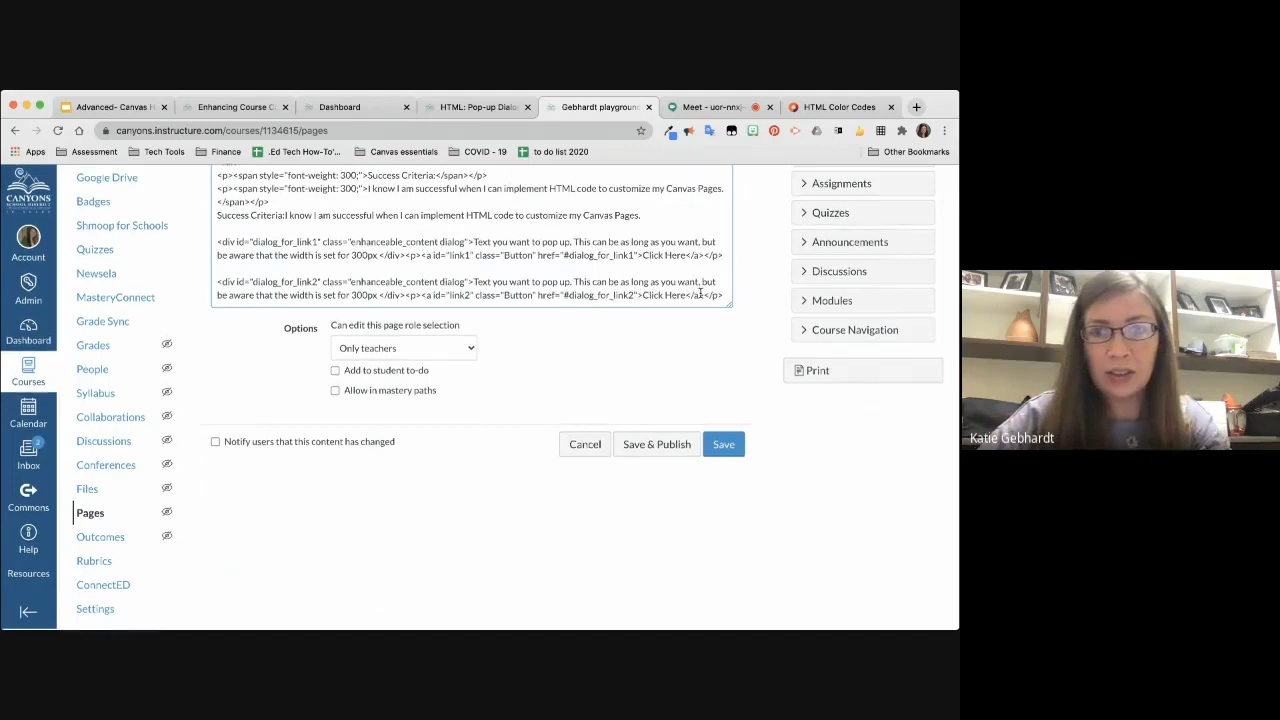 Advanced- Canvas H
Enhancing Course C
Dashboard
HTML: Pop-up Dialo
Gebhardt playground
Meet - uor-nnxj-
HTML Color Codes
canyons.instructure.com/courses/1134615/pages
Apps
Assessment
Tech Tools
Finance
.Ed Tech How-To'...
Canvas essentials
COVID - 19
to do list 2020
Other Bookmarks
CANYONS
SCHOOL DISTRICT
Account
Admin
Dashboard
Courses
Calendar
2
Inbox
Commons
Help
Resources
Google Drive
Badges
Shmoop for Schools
Quizzes
Newsela
MasteryConnect
Grade Sync
Grades
People
Syllabus
Collaborations
Discussions
Conferences
Files
Pages
Outcomes
Rubrics
ConnectED
Settings
<p><span style="font-weight: 300;">Success Criteria:</span></p>
<p><span style="font-weight: 300;">I know I am successful when I can implement HTML code to customize my Canvas Pages.
</span></p>
Success Criteria:I know I am successful when I can implement HTML code to customize my Canvas Pages.
<div id="dialog_for_link1" class="enhanceable_content dialog">Text you want to pop up. This can be as long as you want, but
be aware that the width is set for 300px </div><p><a id="link1" class="Button" href="#dialog_for_link1">Click Here</a></p>
<div id="dialog_for_link2" class="enhanceable_content dialog">Text you want to pop up. This can be as long as you want, but
be aware that the width is set for 300px </div><p><a id="link2" class="Button" href="#dialog_for_link2">Click Here</a></p>
Options
Can edit this page role selection
Only teachers
Add to student to-do
Allow in mastery paths
Notify users that this content has changed
Cancel
Save & Publish
Save
Assignments
Quizzes
Announcements
Discussions
Modules
Course Navigation
Print
Katie Gebhardt